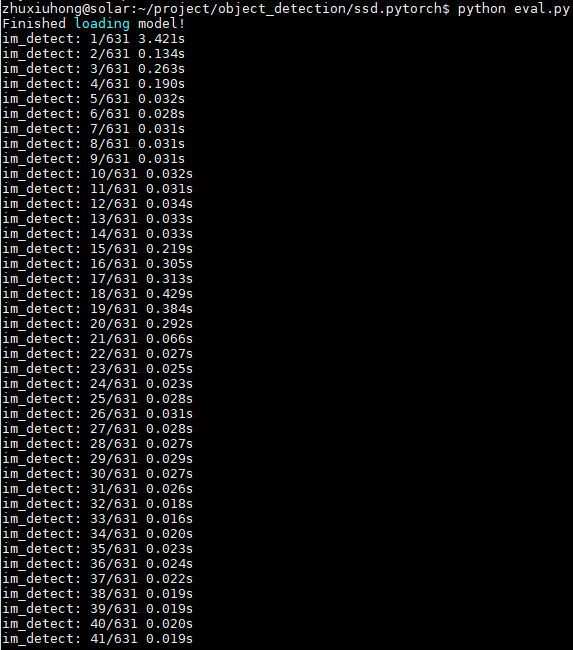 zhuxiuhong@solar:~/project/object_detection/ssd.pytorch$ python eval.py
Finished loading model!
im_detect: 1/631 3.421s
im_detect: 2/631 0.134s
im_detect: 3/631 0.263s
im_detect: 4/631 0.190s
im_detect: 5/631 0.032s
im_detect: 6/631 0.028s
im_detect: 7/631 0.031s
im_detect: 8/631 0.031s
im_detect: 9/631 0.031s
im_detect: 10/631 0.032s
im_detect: 11/631 0.031s
im_detect: 12/631 0.034s
im_detect: 13/631 0.033s
im_detect: 14/631 0.033s
im_detect: 15/631 0.219s
im_detect: 16/631 0.305s
im_detect: 17/631 0.313s
im_detect: 18/631 0.429s
im_detect: 19/631 0.384s
im_detect: 20/631 0.292s
im_detect: 21/631 0.066s
im_detect: 22/631 0.027s
im_detect: 23/631 0.025s
im_detect: 24/631 0.023s
im_detect: 25/631 0.028s
im_detect: 26/631 0.031s
im_detect: 27/631 0.028s
im_detect: 28/631 0.027s
im_detect: 29/631 0.029s
im_detect: 30/631 0.027s
im_detect: 31/631 0.026s
im_detect: 32/631 0.018s
im_detect: 33/631 0.016s
im_detect: 34/631 0.020s
im_detect: 35/631 0.023s
im_detect: 36/631 0.024s
im_detect: 37/631 0.022s
im_detect: 38/631 0.019s
im_detect: 39/631 0.019s
im_detect: 40/631 0.020s
im_detect: 41/631 0.019s